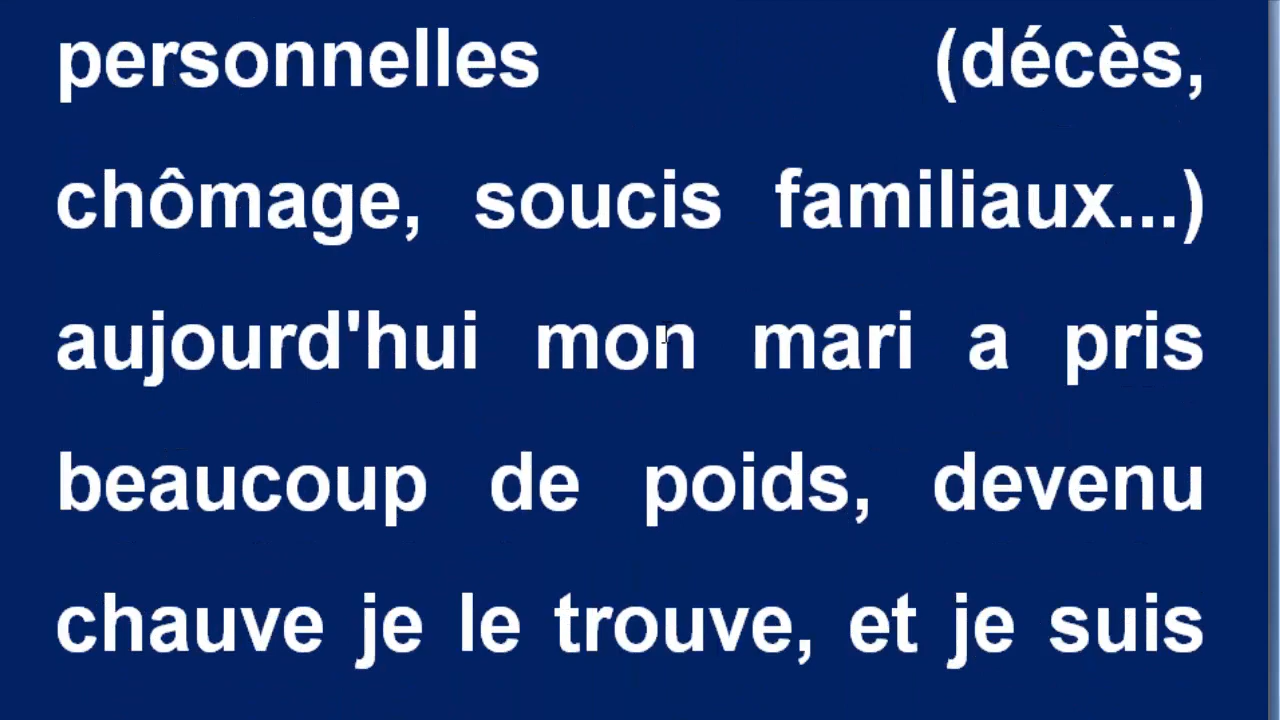 personnelles (décès,
chômage, soucis familiaux...)
aujourd'hui mon mari a pris
beaucoup de poids, devenu
chauve je le trouve, et je suis